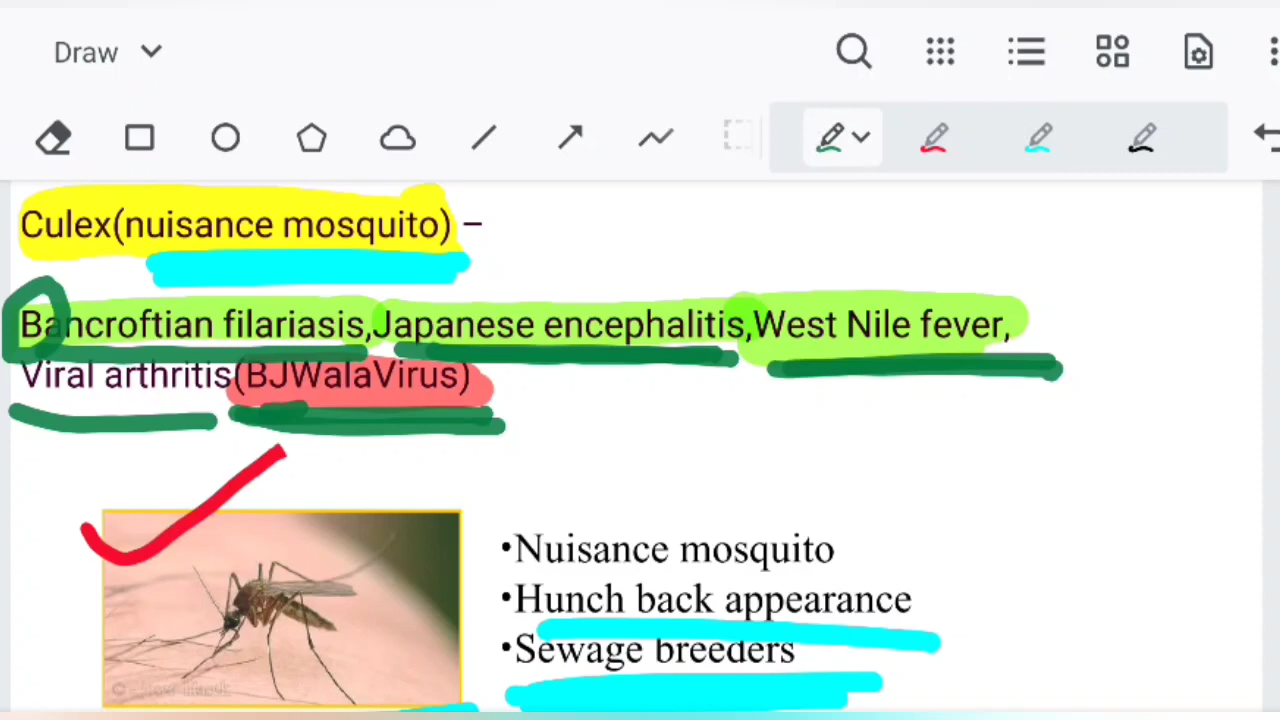 Draw
Culex(nuisance mosquito) –
Bancroftian filariasis,Japanese encephalitis,West Nile fever,
Viral arthritis(BJWalaVirus)
•Nuisance mosquito
•Hunch back appearance
•Sewage breeders